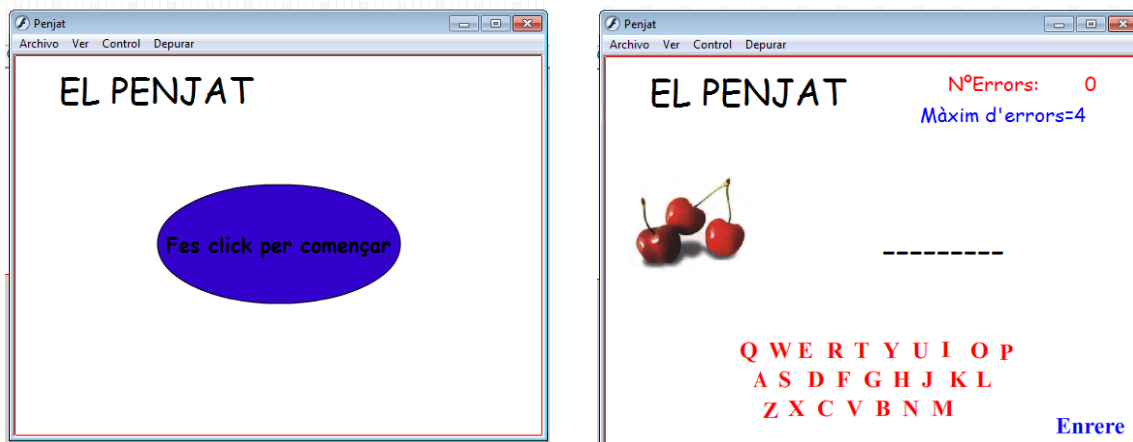 Penjat
Archivo Ver Control Depurar
EL PENJAT
Fes click per començar
Penjat
Archivo Ver Control Depurar
EL PENJAT
NºErrors: 0
Màxim d'errors=4
---------
Q W E R T Y U I O P
A S D F G H J K L
Z X C V B N M
Enrere